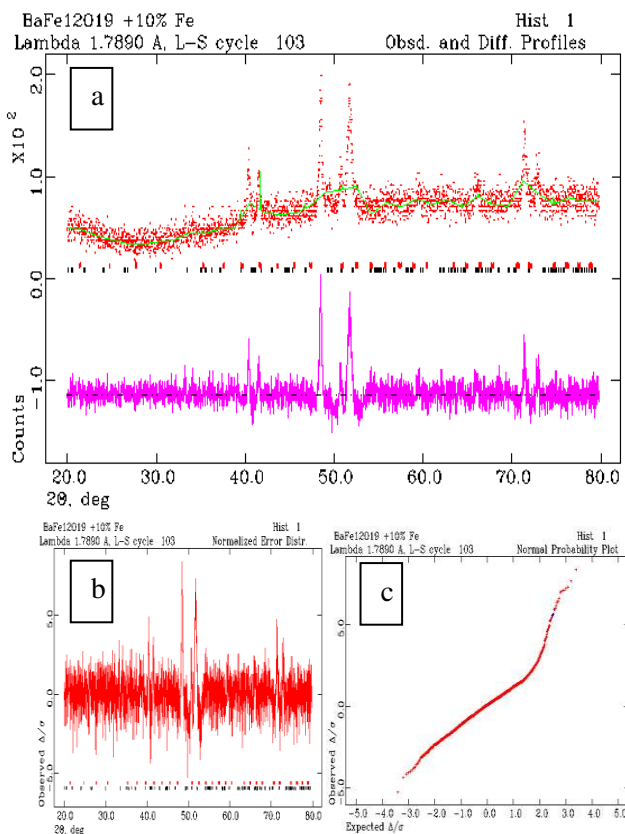 BaFe12O19 +10% Fe Hist 1
Lambda 1.7890 A, L-S cycle 103 Obsd. and Diff. Profiles
a
X10 2
2.0
1.0
0.0
-1.0
Counts
20.0 30.0 40.0 50.0 60.0 70.0 80.0
2Θ, deg
BaFe12O19 +10% Fe Hist 1
Lambda 1.7890 A, L-S cycle 103 Normalized Error Distr.
b
5.0
0.0
-5.0
Observed Δ/σ
20.0 30.0 40.0 50.0 60.0 70.0 80.0
2Θ, deg
BaFe12O19 +10% Fe Hist 1
Lambda 1.7890 A, L-S cycle 103 Normal Probability Plot
c
5.0
0.0
-5.0
Observed Δ/σ
-5.0 -4.0 -3.0 -2.0 -1.0 0.0 1.0 2.0 3.0 4.0 5.0
Expected Δ/σ